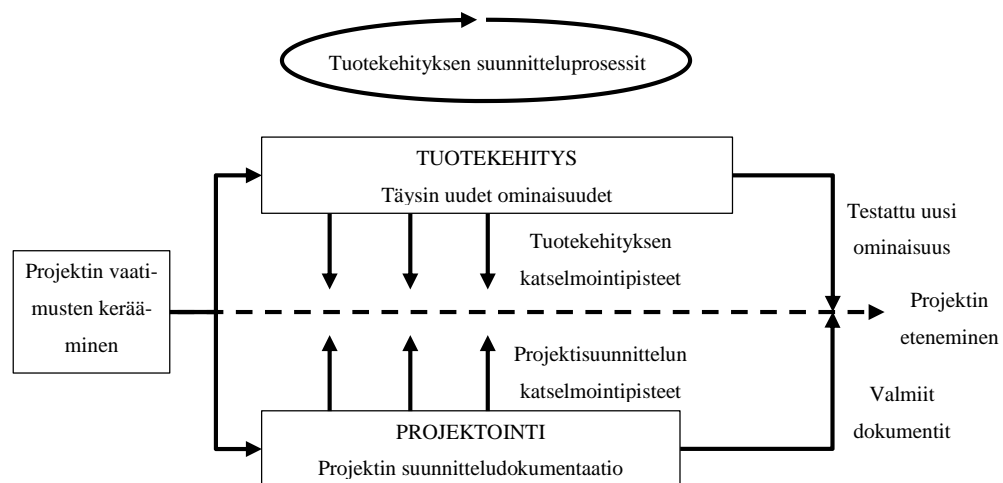 Tuotekehityksen suunnitteluprosessit
TUOTEKEHITYS
Täysin uudet ominaisuudet
Testattu uusi
ominaisuus
Tuotekehityksen
katselmointipisteet
Projektin vaati-
musten kerää-
minen
Projektin
eteneminen
Projektisuunnittelun
katselmointipisteet
Valmiit
dokumentit
PROJEKTOINTI
Projektin suunnitteludokumentaatio